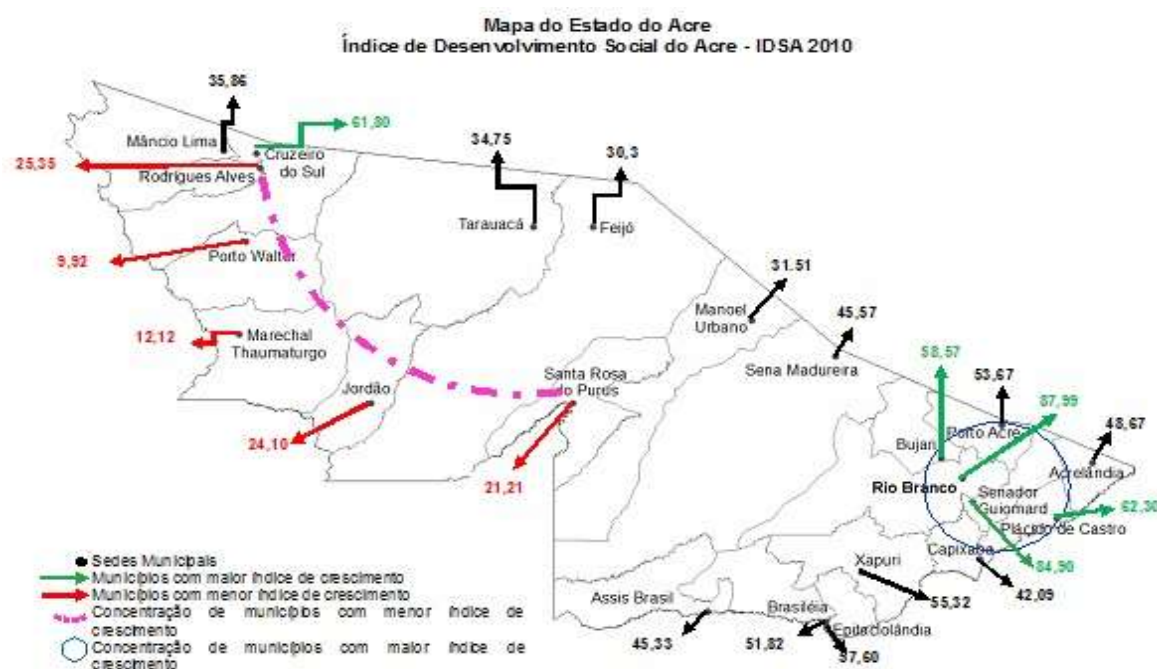 Mapa do Estado do Acre
Índice de Desenvolvimento Social do Acre - IDSA 2010
35,86
61,80
Mâncio Lima
34,75
30,3
25,35
Cruzeiro
do Sul
Rodrigues Alves
Tarauacá
Feijó
9,92
Porto Walter
31.51
Manoel
Urbano
45,57
12,12
Marechal
Thaumaturgo
58,57
Sena Madureira
53,67
Santa Rosa
do Purus
Jordão
87,99
24,10
Porto Acre
48,67
Bujari
Acrelândia
21,21
Rio Branco
Senador
Guiomard
62,30
Plácido de Castro
Capixaba
84,90
Xapuri
42,09
55,32
Assis Brasil
Brasiléia
Epitaciolândia
45,33
51,82
37,60
Sedes Municipais
Municípios com maior índice de crescimento
Municípios com menor índice de crescimento
Concentração de municípios com menor índice de
crescimento
Concentração de municípios com maior índice de
crescimento